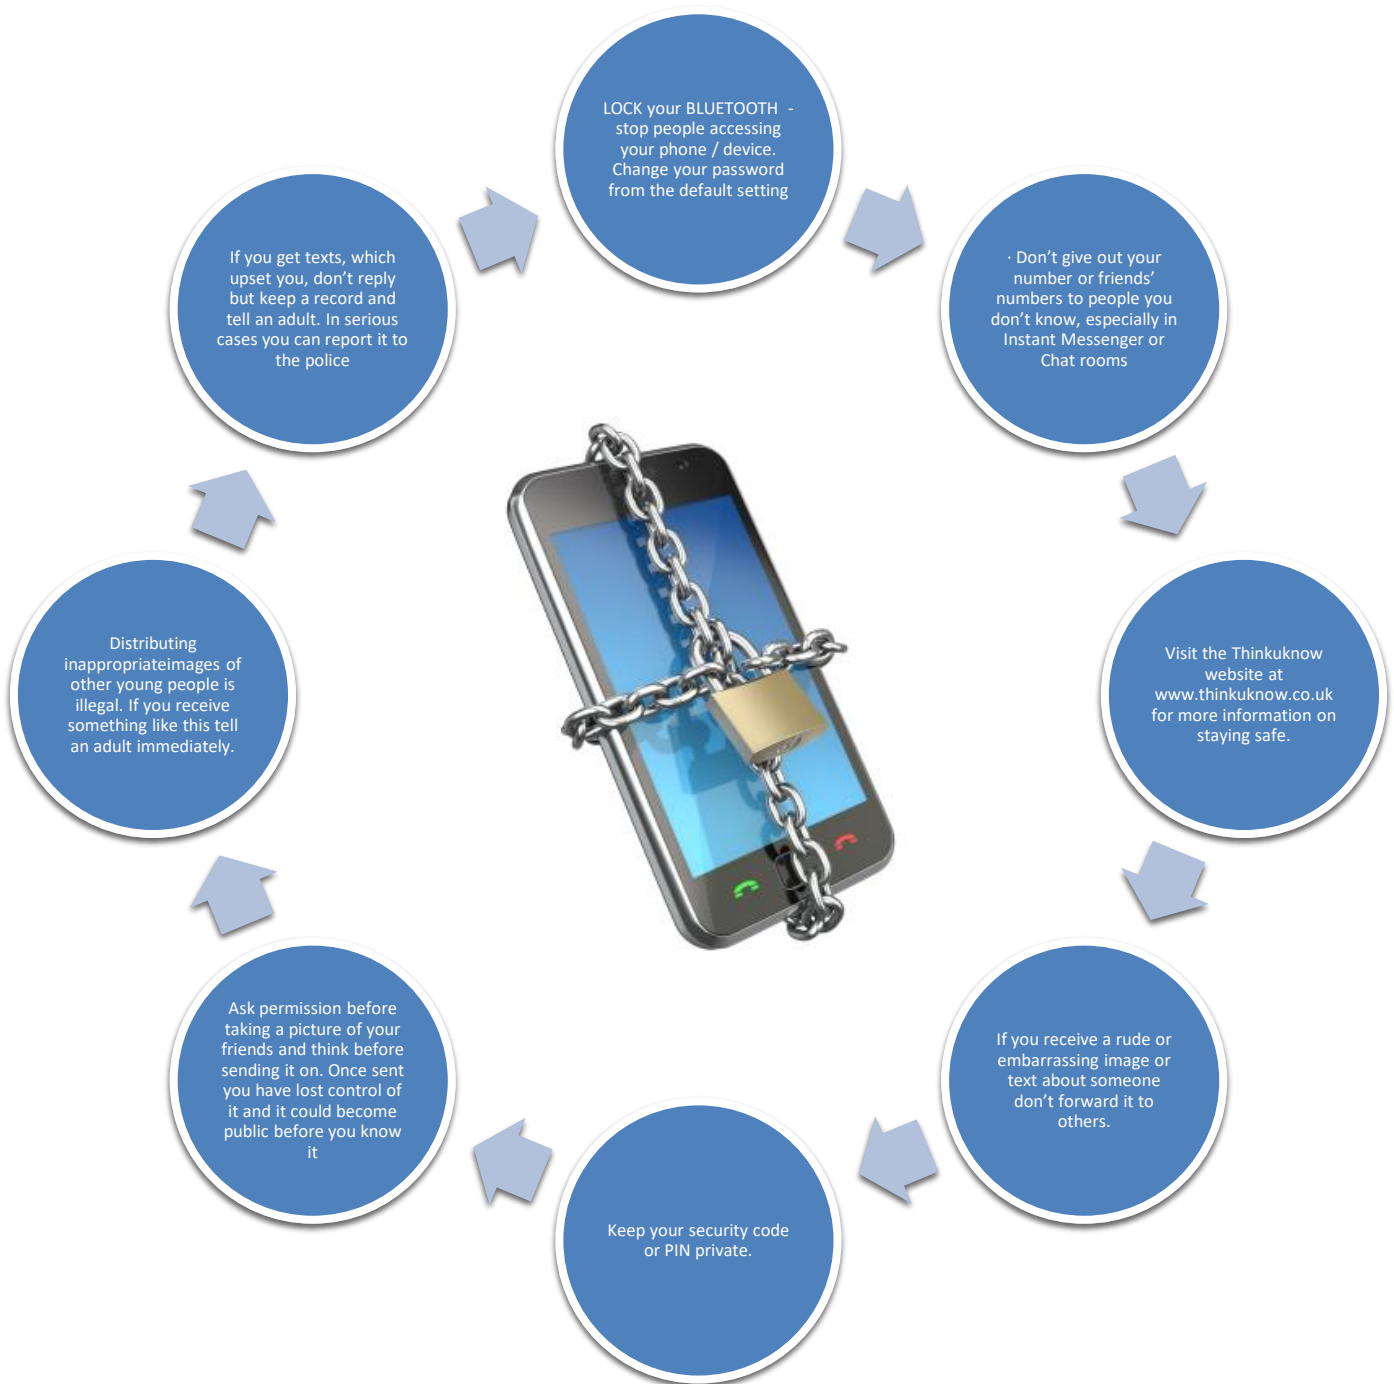 LOCK your BLUETOOTH  -
stop people accessing
your phone / device.
Change your password
from the default setting
· Don’t give out your
number or friends’
numbers to people you
don’t know, especially in
Instant Messenger or
Chat rooms
Visit the Thinkuknow
website at
www.thinkuknow.co.uk
for more information on
staying safe.
If you receive a rude or
embarrassing image or
text about someone
don’t forward it to
others.
Keep your security code
or PIN private.
Ask permission before
taking a picture of your
friends and think before
sending it on. Once sent
you have lost control of
it and it could become
public before you know
it
Distributing
inappropriateimages of
other young people is
illegal. If you receive
something like this tell
an adult immediately.
If you get texts, which
upset you, don’t reply
but keep a record and
tell an adult. In serious
cases you can report it to
the police